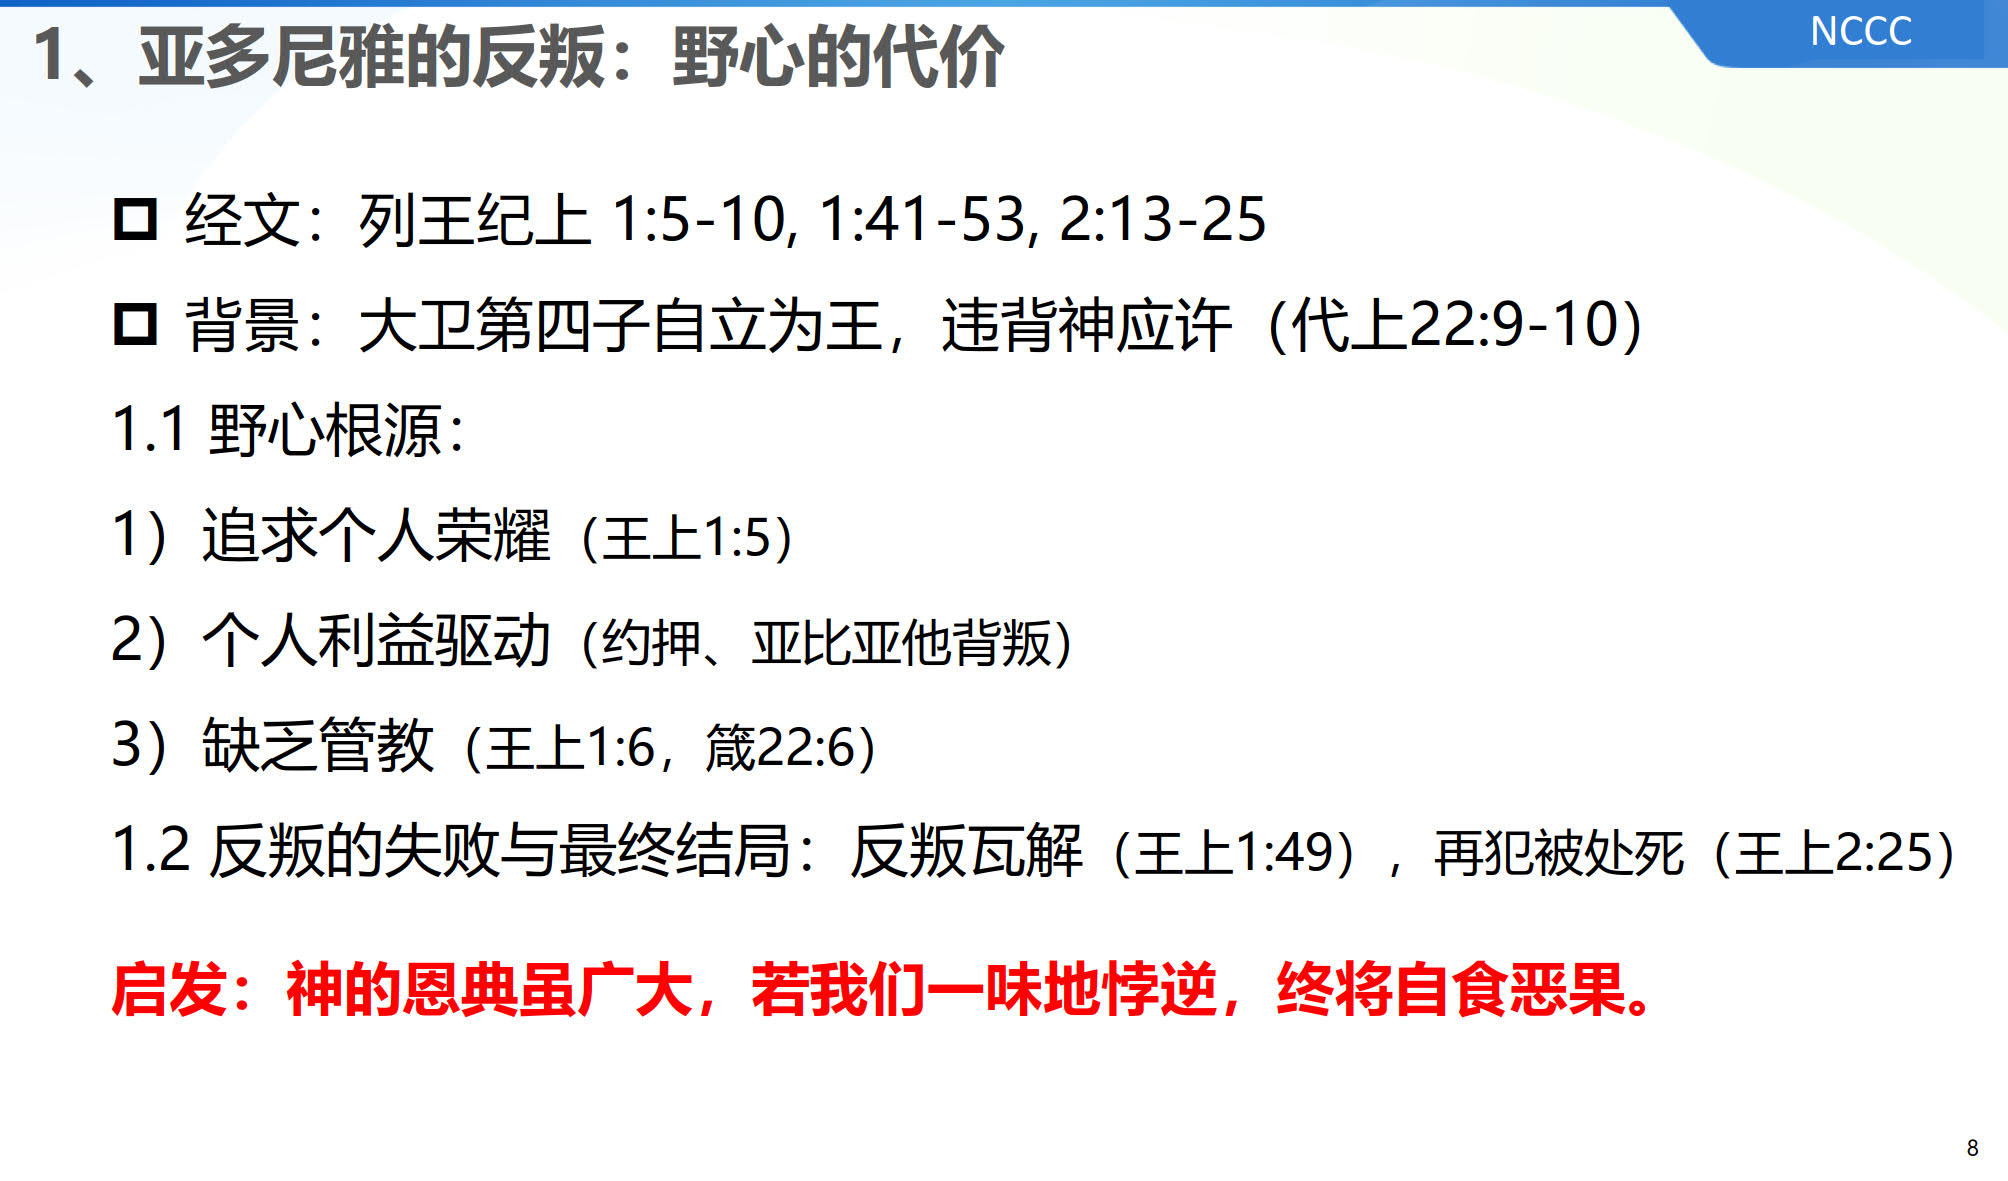 NCCC
1、亚多尼雅的反叛：野心的代价
经文：列王纪上 1:5-10, 1:41-53, 2:13-25
背景：大卫第四子自立为王，违背神应许（代上22:9-10）
1.1 野心根源：
1）追求个人荣耀（王上1:5）
2）个人利益驱动（约押、亚比亚他背叛）
3）缺乏管教（王上1:6，箴22:6）
1.2 反叛的失败与最终结局：反叛瓦解（王上1:49），再犯被处死（王上2:25）
启发：神的恩典虽广大，若我们一味地悖逆，终将自食恶果。
8